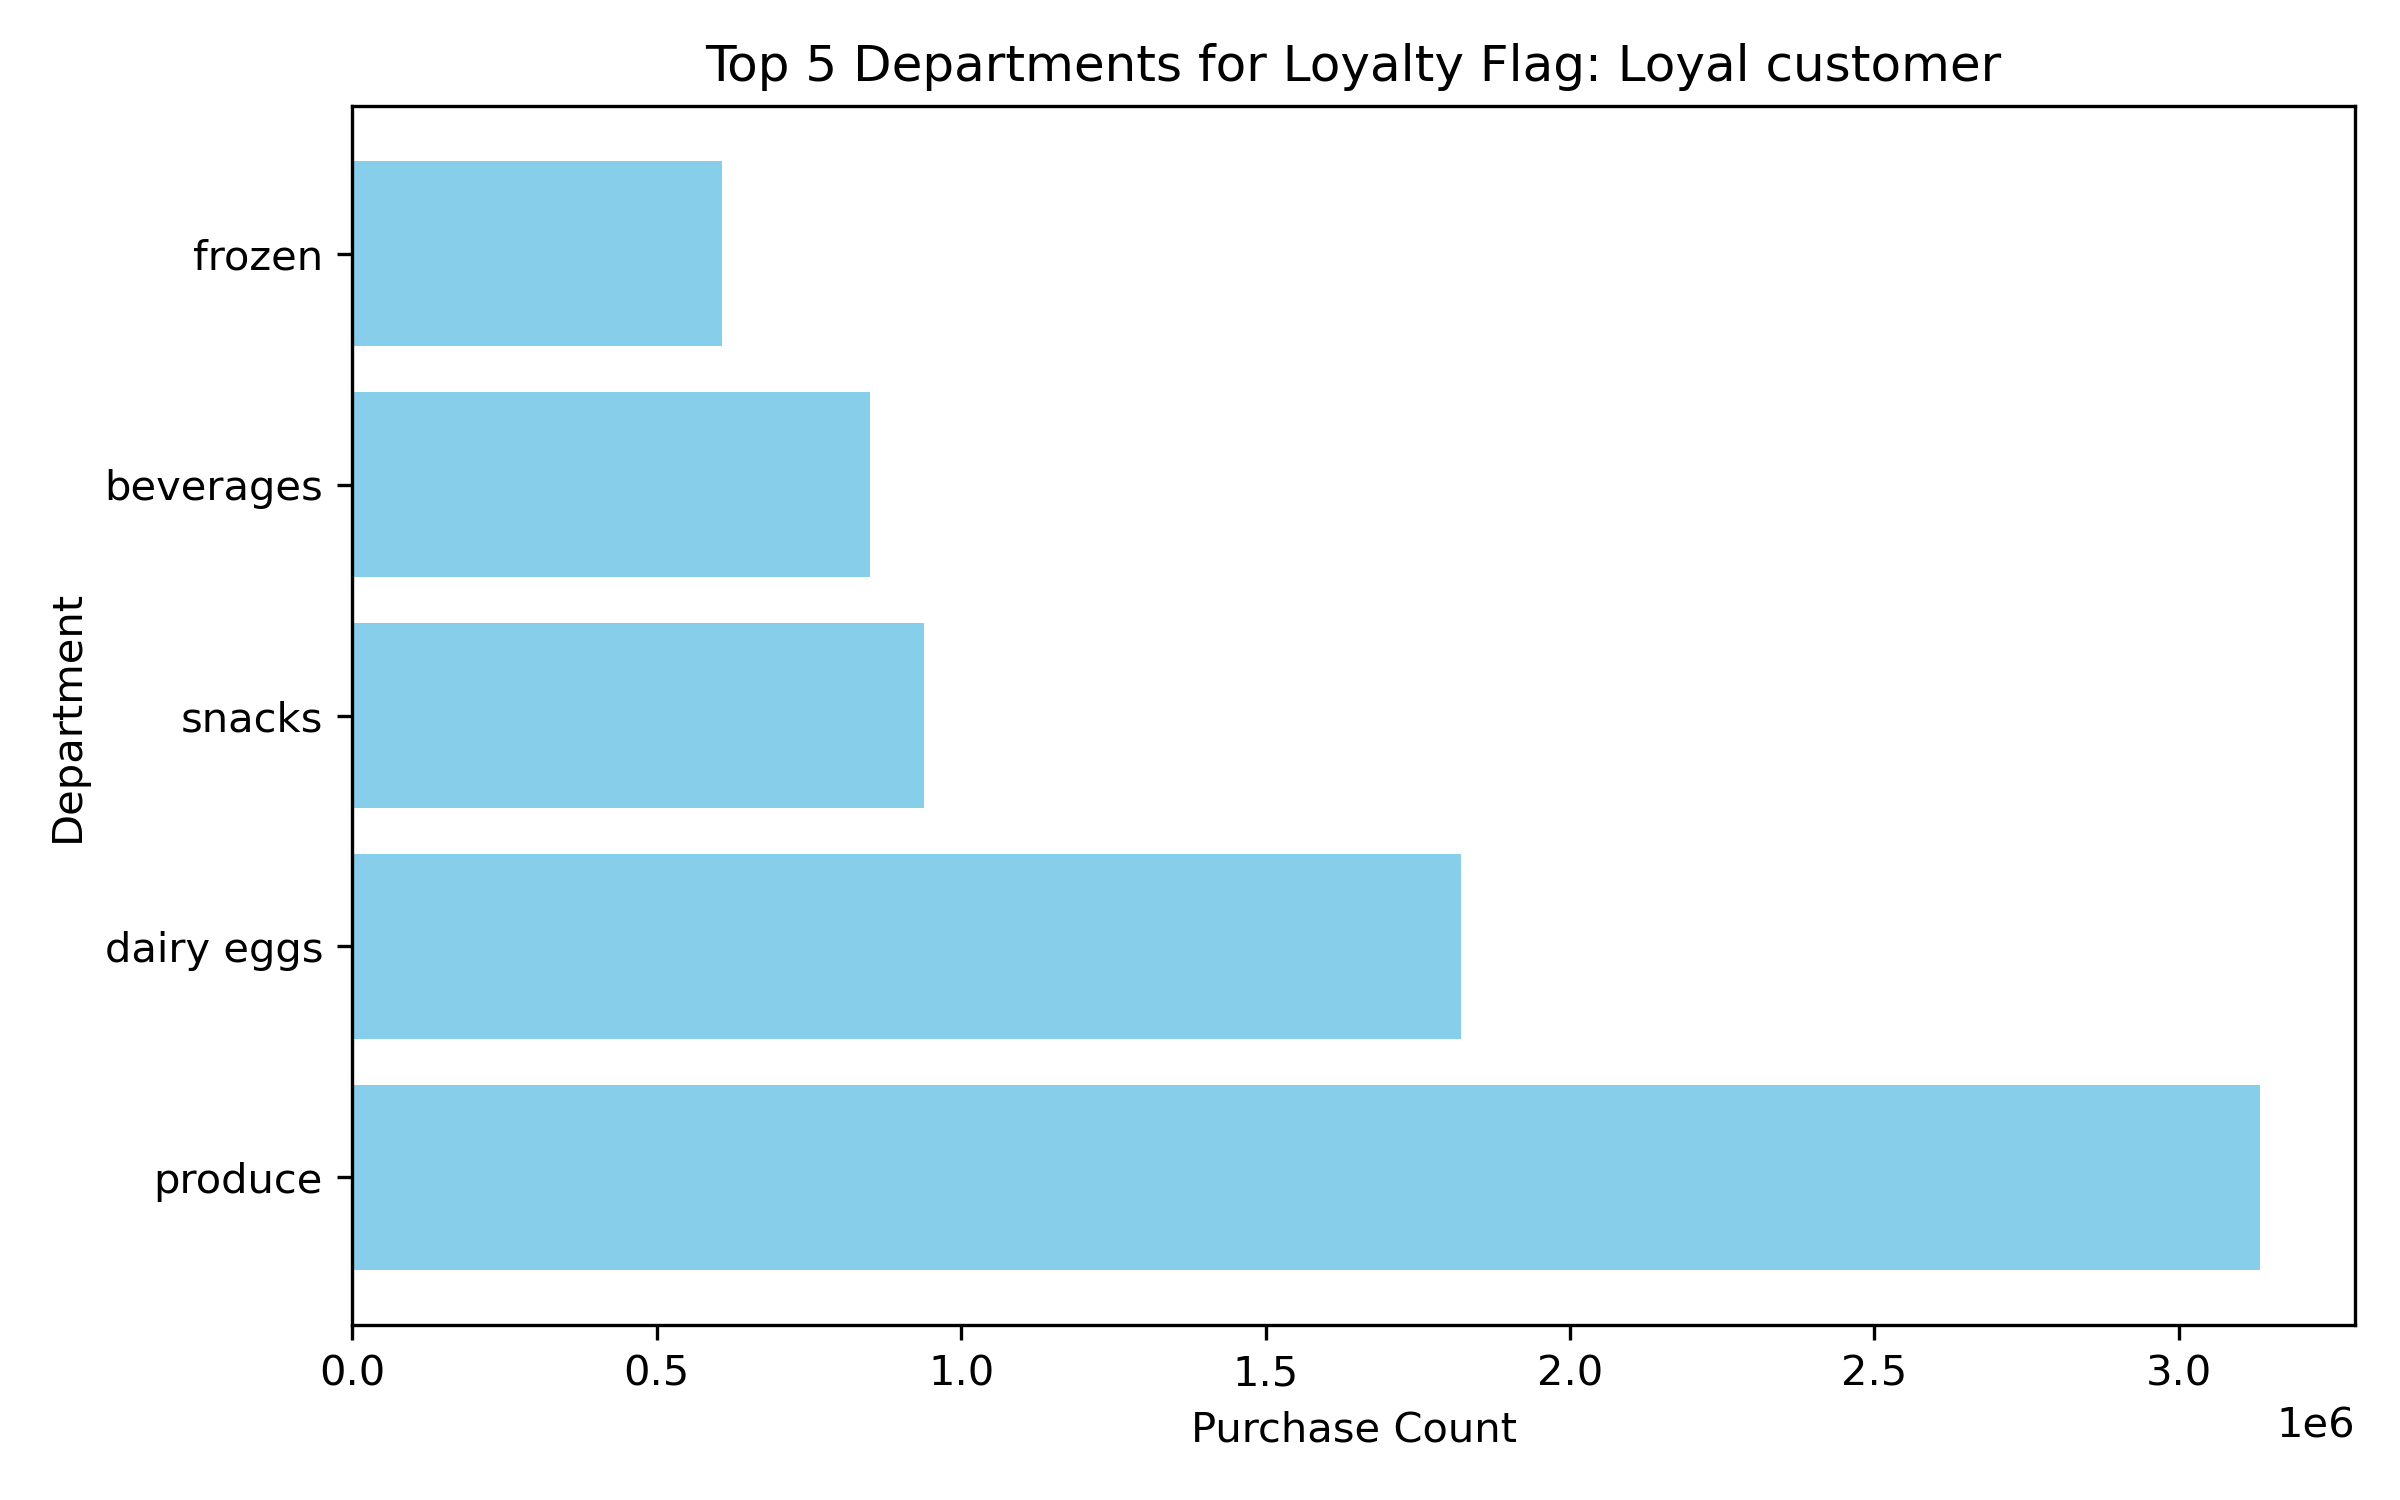 Top 5 Departments for Loyalty Flag: Loyal customer
Department
frozen
beverages
snacks
dairy eggs
produce
0.0 0.5 1.0 1.5 2.0 2.5 3.0
1e6
Purchase Count